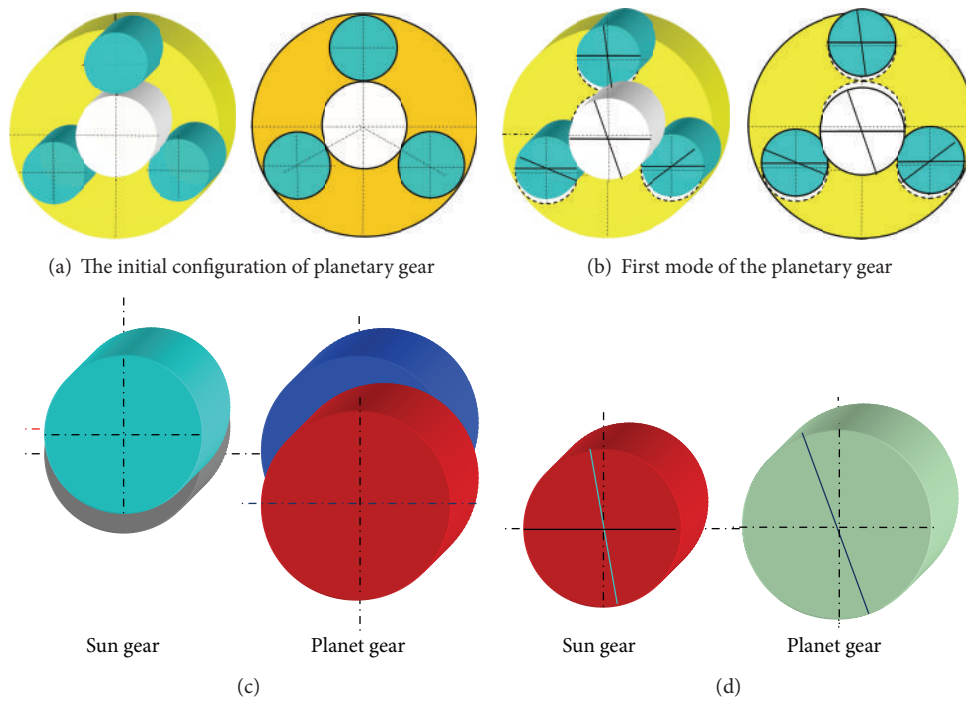 (a) The initial configuration of planetary gear
(b) First mode of the planetary gear
Sun gear
Planet gear
Sun gear
Planet gear
(c)
(d)